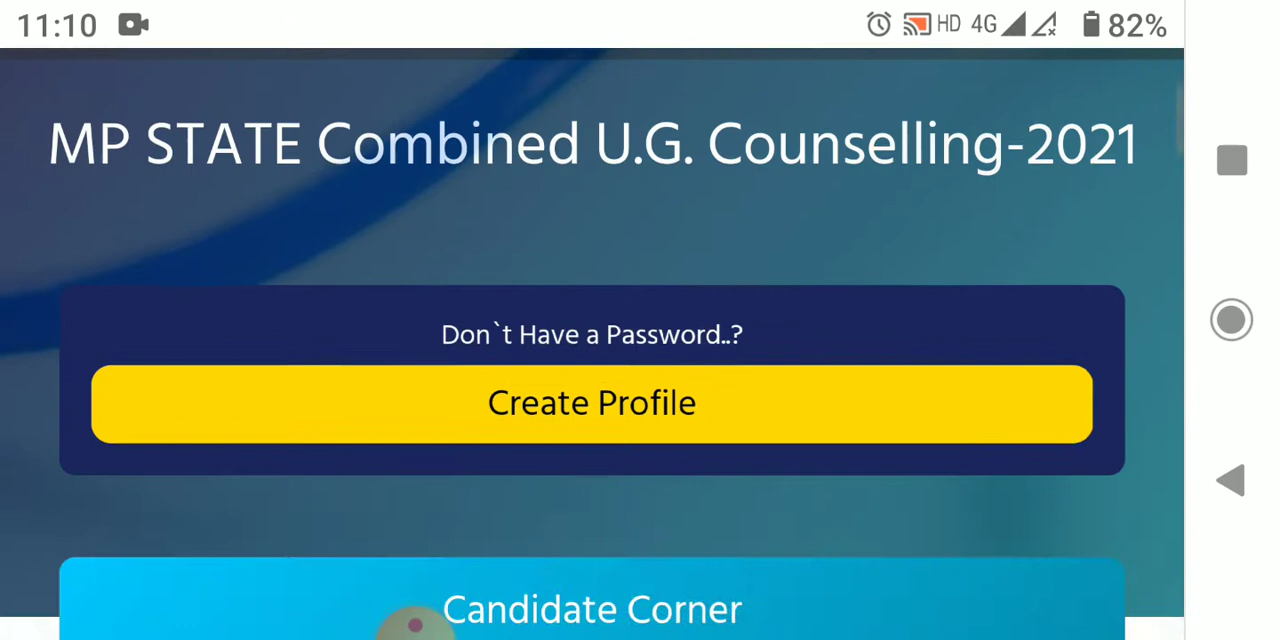 11:10 HD 4G 82%
MP STATE Combined U.G. Counselling-2021
Don`t Have a Password..?
Create Profile
Candidate Corner